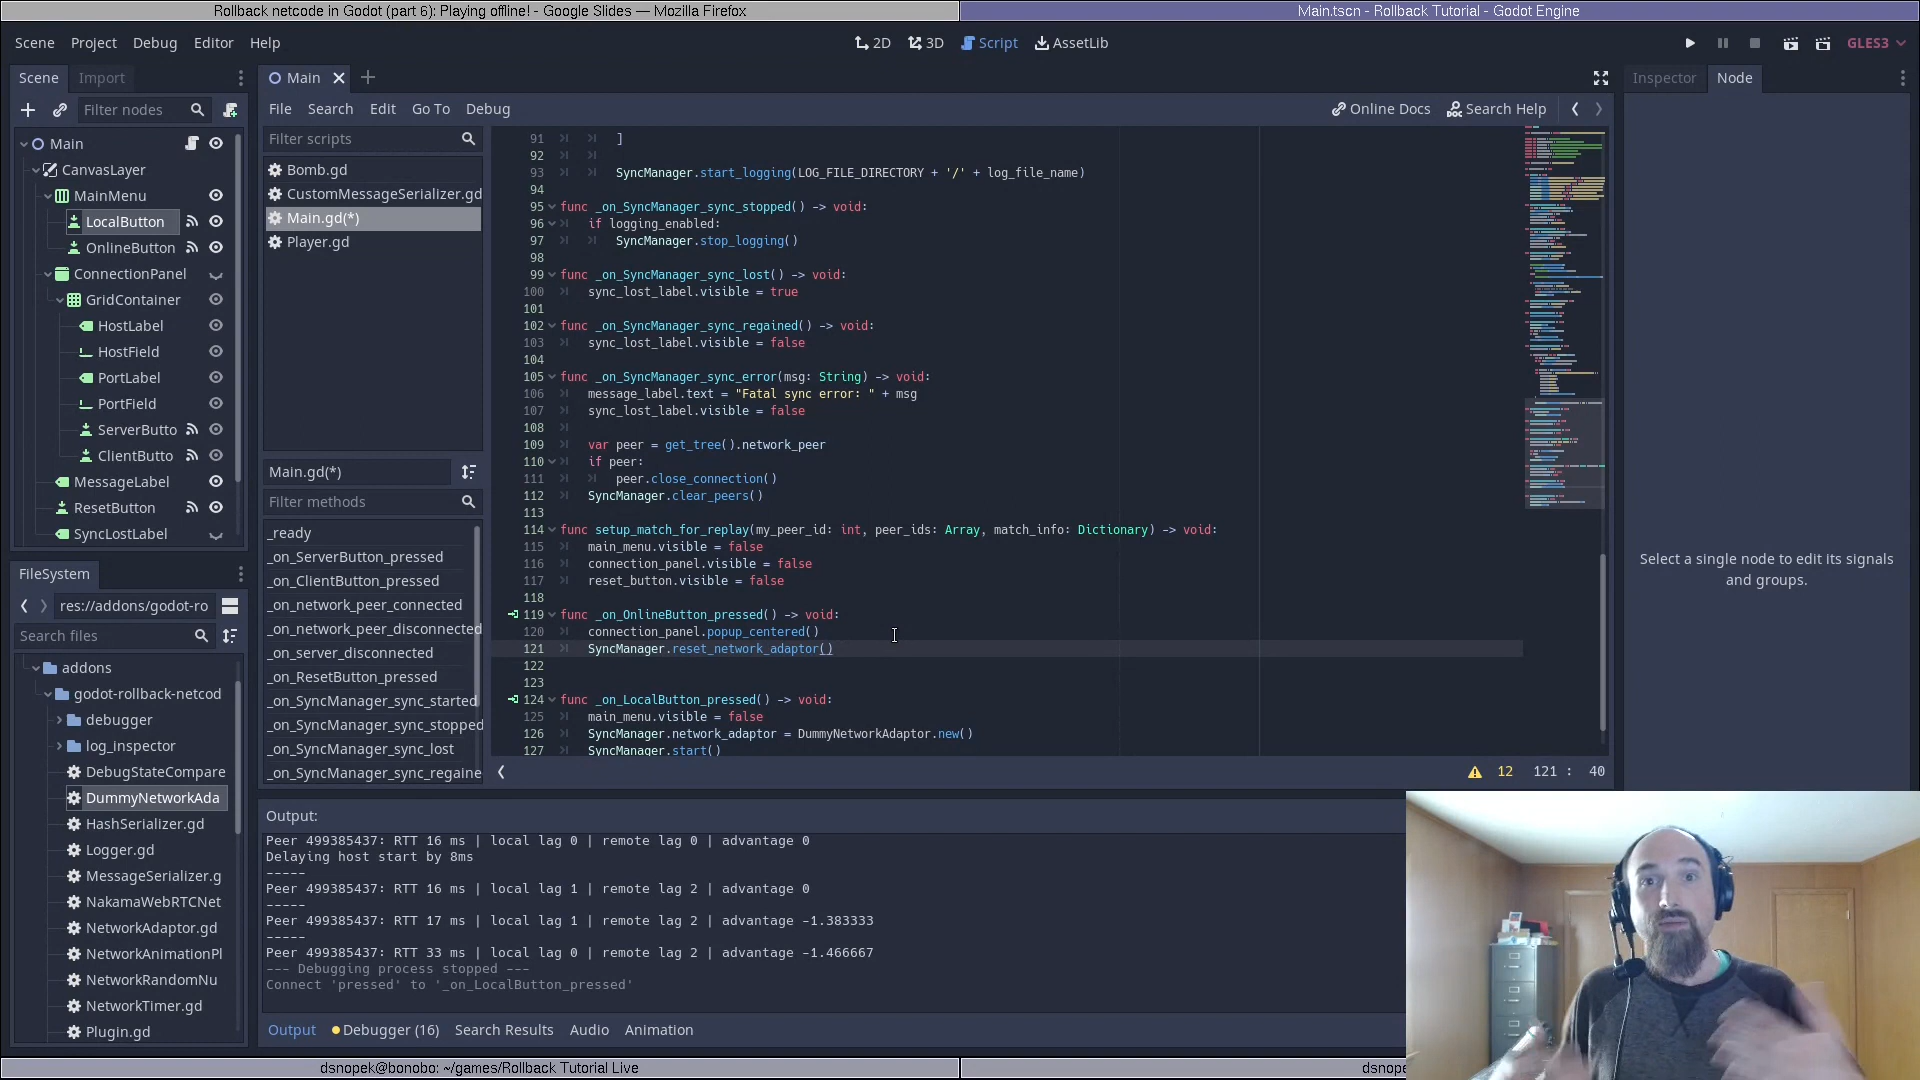 Rollback netcode in Godot (part 6): Playing offline! - Google Slides — Mozilla Firefox
Main.tscn - Rollback Tutorial - Godot Engine
Scene Project Debug Editor Help
2D 3D Script AssetLib
GLES3
Scene Import
Filter nodes
Main
CanvasLayer
MainMenu
LocalButton
OnlineButton
ConnectionPanel
GridContainer
HostLabel
HostField
PortLabel
PortField
ServerButto
ClientButto
MessageLabel
ResetButton
SyncLostLabel
FileSystem
res://addons/godot-ro
Search files
addons
godot-rollback-netcod
debugger
log_inspector
DebugStateCompare
DummyNetworkAda
HashSerializer.gd
Logger.gd
MessageSerializer.g
NakamaWebRTCNet
NetworkAdaptor.gd
NetworkAnimationPl
NetworkRandomNu
NetworkTimer.gd
Plugin.gd
Main
File Search Edit Go To Debug
Online Docs Search Help
Filter scripts
Bomb.gd
CustomMessageSerializer.gd
Main.gd(*)
Player.gd
Main.gd(*)
Filter methods
_ready
_on_ServerButton_pressed
_on_ClientButton_pressed
_on_network_peer_connected
_on_network_peer_disconnected
_on_server_disconnected
_on_ResetButton_pressed
_on_SyncManager_sync_started
_on_SyncManager_sync_stopped
_on_SyncManager_sync_lost
_on_SyncManager_sync_regaine
91 ]
92
93 SyncManager.start_logging(LOG_FILE_DIRECTORY + '/' + log_file_name)
94
95 func _on_SyncManager_sync_stopped() -> void:
96 if logging_enabled:
97 SyncManager.stop_logging()
98
99 func _on_SyncManager_sync_lost() -> void:
100 sync_lost_label.visible = true
101
102 func _on_SyncManager_sync_regained() -> void:
103 sync_lost_label.visible = false
104
105 func _on_SyncManager_sync_error(msg: String) -> void:
106 message_label.text = "Fatal sync error: " + msg
107 sync_lost_label.visible = false
108
109 var peer = get_tree().network_peer
110 if peer:
111 peer.close_connection()
112 SyncManager.clear_peers()
113
114 func setup_match_for_replay(my_peer_id: int, peer_ids: Array, match_info: Dictionary) -> void:
115 main_menu.visible = false
116 connection_panel.visible = false
117 reset_button.visible = false
118
119 func _on_OnlineButton_pressed() -> void:
120 connection_panel.popup_centered()
121 SyncManager.reset_network_adaptor()
122
123
124 func _on_LocalButton_pressed() -> void:
125 main_menu.visible = false
126 SyncManager.network_adaptor = DummyNetworkAdaptor.new()
127 SyncManager.start()
12 121 : 40
Output:
Peer 499385437: RTT 16 ms | local lag 0 | remote lag 0 | advantage 0
Delaying host start by 8ms
-----
Peer 499385437: RTT 16 ms | local lag 1 | remote lag 2 | advantage 0
-----
Peer 499385437: RTT 17 ms | local lag 1 | remote lag 2 | advantage -1.383333
-----
Peer 499385437: RTT 33 ms | local lag 0 | remote lag 2 | advantage -1.466667
--- Debugging process stopped ---
Connect 'pressed' to '_on_LocalButton_pressed'
Output Debugger (16) Search Results Audio Animation
Inspector Node
Select a single node to edit its signals
and groups.
dsnopek@bonobo: ~/games/Rollback Tutorial Live
dsnope